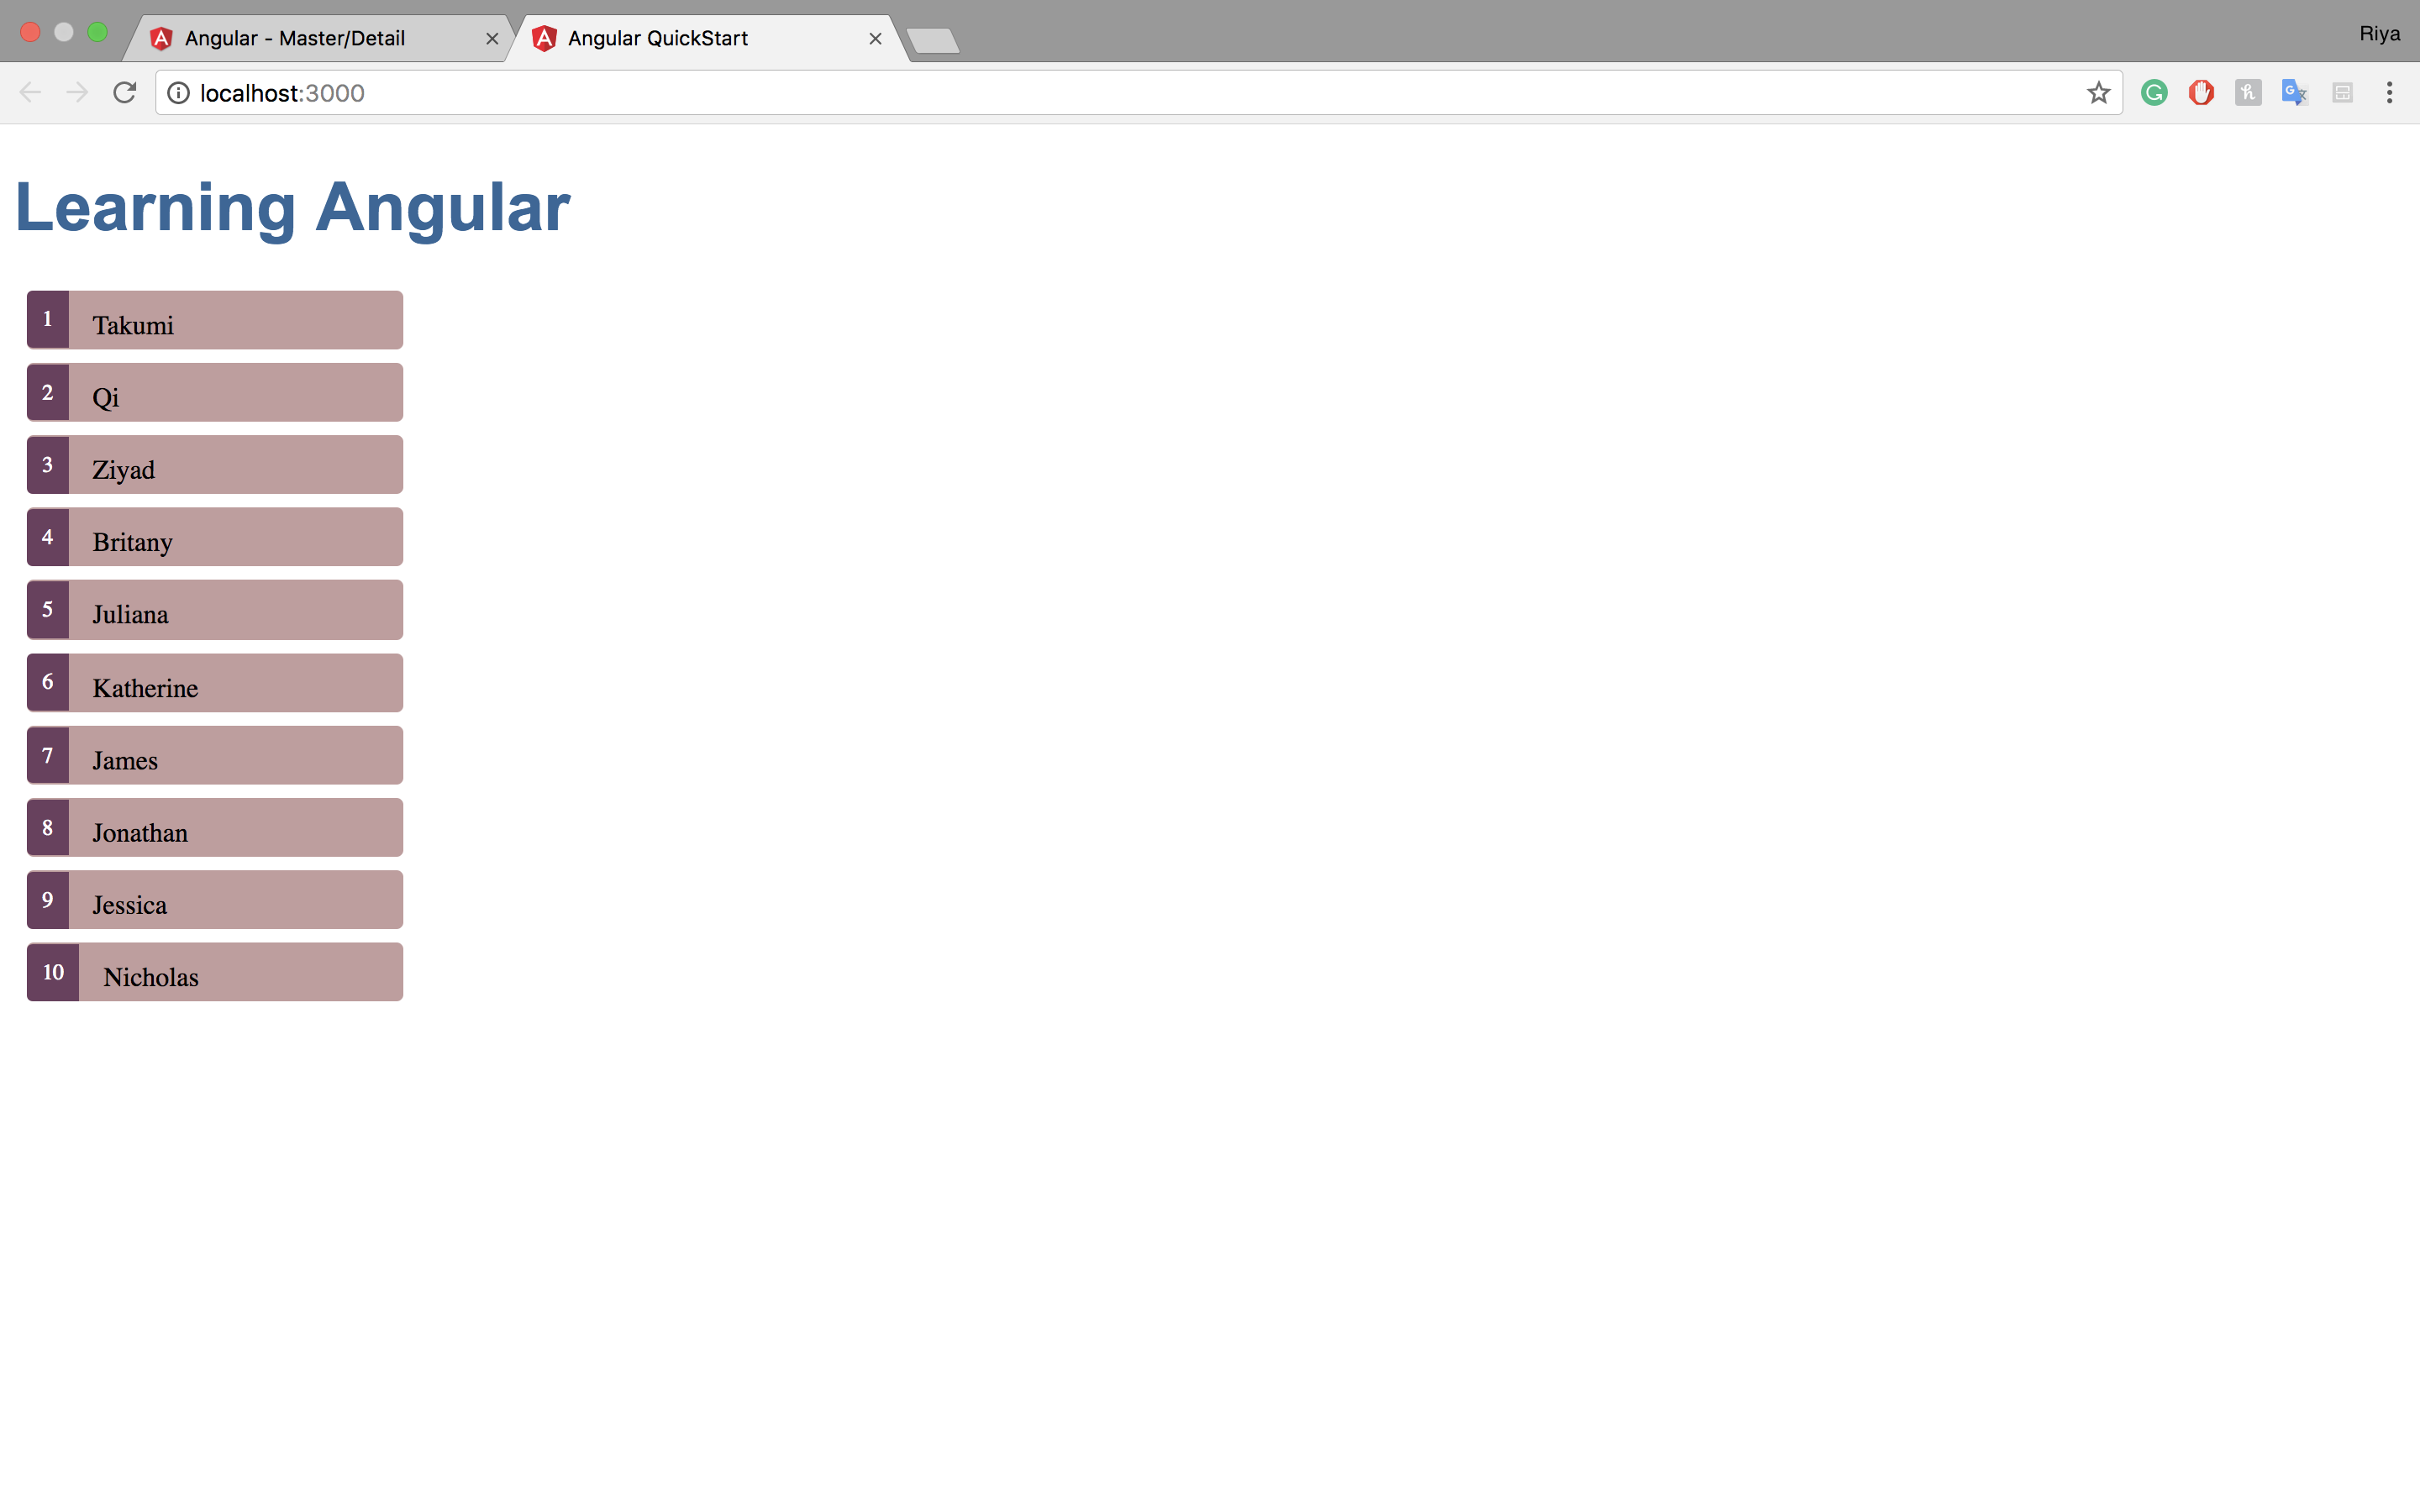 Angular - Master/Detail
Angular QuickStart
Riya
localhost:3000
Learning Angular
1 Takumi
2 Qi
3 Ziyad
4 Britany
5 Juliana
6 Katherine
7 James
8 Jonathan
9 Jessica
10 Nicholas